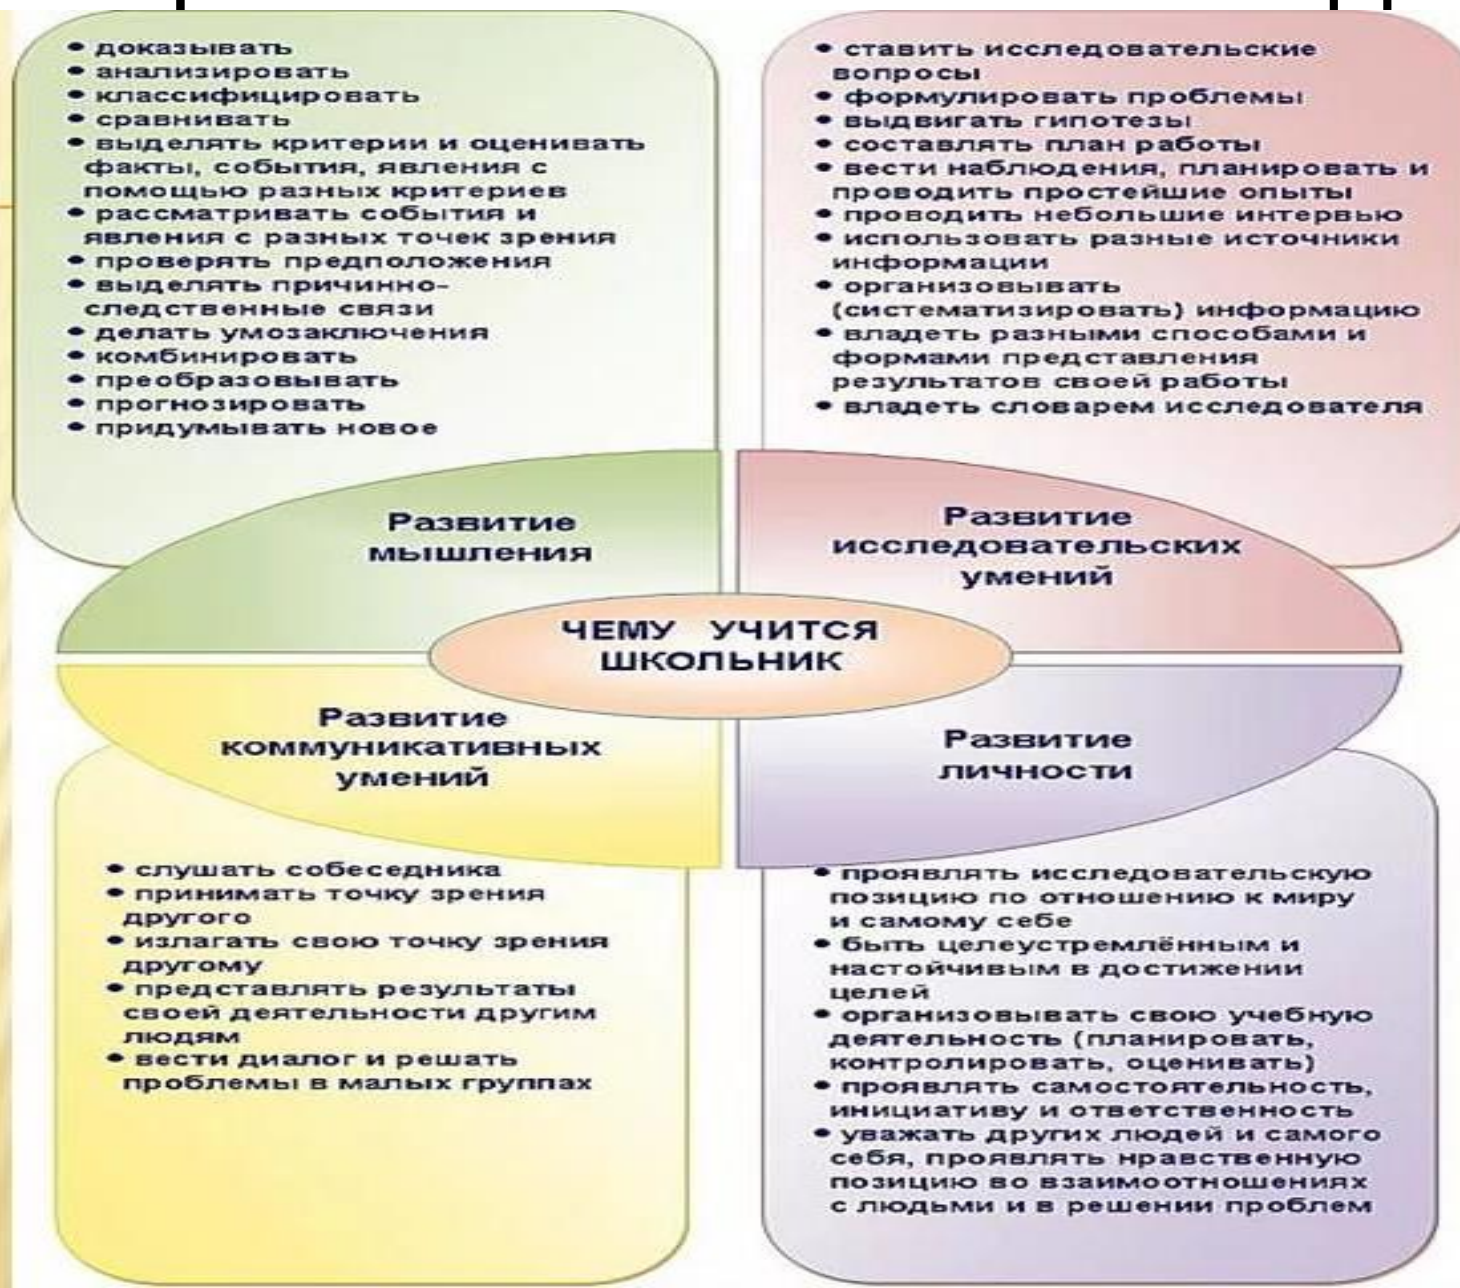 • доказывать
• анализировать
• классифицировать
• сравнивать
• выделять критерии и оценивать
факты, события, явления с
помощью разных критериев
• рассматривать события и
явления с разных точек зрения
• проверять предположения
• выделять причинно-
следственные связи
• делать умозаключения
• комбинировать
• преобразовывать
• прогнозировать
• придумывать новое
• ставить исследовательские
вопросы
• формулировать проблемы
• выдвигать гипотезы
• составлять план работы
• вести наблюдения, планировать и
проводить простейшие опыты
• проводить небольшие интервью
• использовать разные источники
информации
• организовывать
(систематизировать) информацию
• владеть разными способами и
формами представления
результатов своей работы
• владеть словарем исследователя
Развитие
мышления
Развитие
исследовательских
умений
ЧЕМУ УЧИТСЯ
ШКОЛЬНИК
Развитие
коммуникативных
умений
Развитие
личности
• слушать собеседника
• принимать точку зрения
другого
• излагать свою точку зрения
другому
• представлять результаты
своей деятельности другим
людям
• вести диалог и решать
проблемы в малых группах
• проявлять исследовательскую
позицию по отношению к миру
и самому себе
• быть целеустремлённым и
настойчивым в достижении
целей
• организовывать свою учебную
деятельность (планировать,
контролировать, оценивать)
• проявлять самостоятельность,
инициативу и ответственность
• уважать других людей и самого
себя, проявлять нравственную
позицию во взаимоотношениях
с людьми и в решении проблем